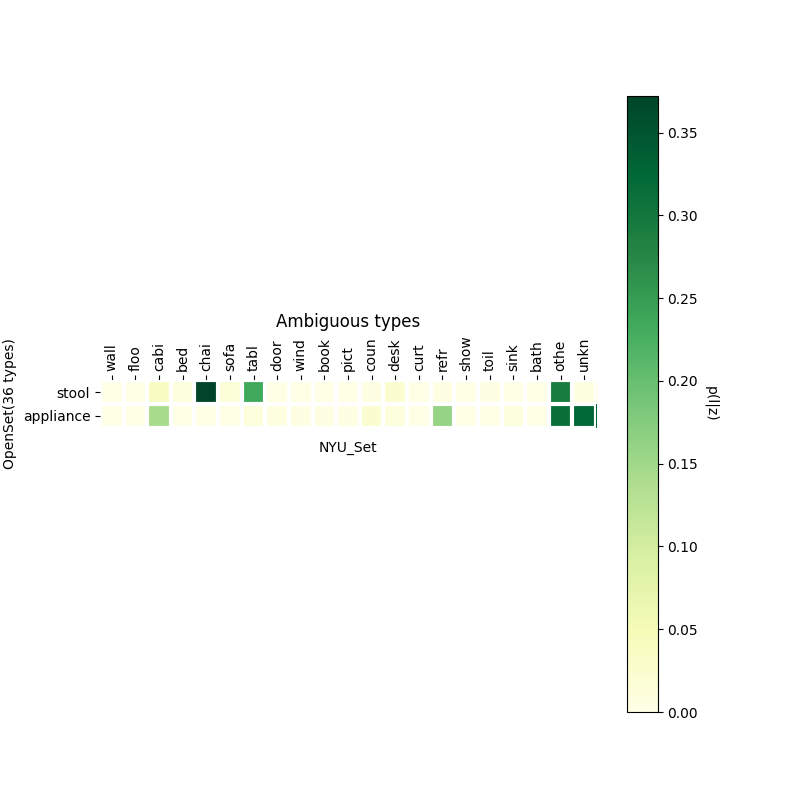 Ambiguous types
wall floo cabi bed chai sofa tabl door wind book pict coun desk curt refr show toil sink bath othe unkn
stool
appliance
OpenSet(36 types)
NYU_Set
0.35
0.30
0.25
0.20
0.15
0.10
0.05
0.00
p(l|z)